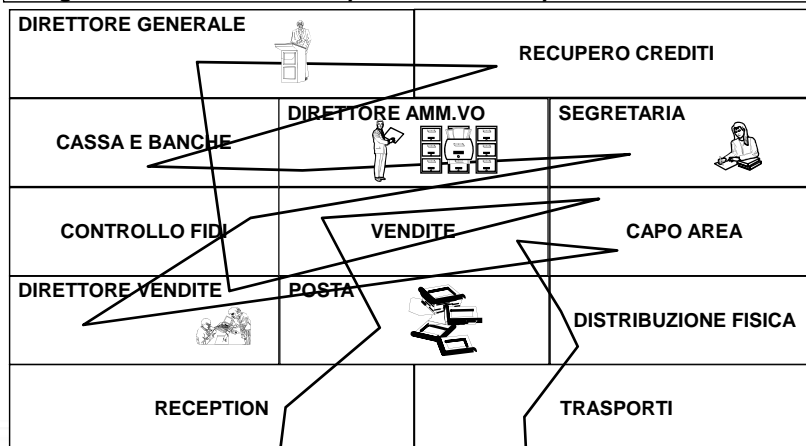 DIRETTORE GENERALE
RECUPERO CREDITI
CASSA E BANCHE
DIRETTORE AMM.VO
SEGRETARIA
CONTROLLO FIDI
VENDITE
CAPO AREA
DIRETTORE VENDITE
POSTA
DISTRIBUZIONE FISICA
RECEPTION
TRASPORTI